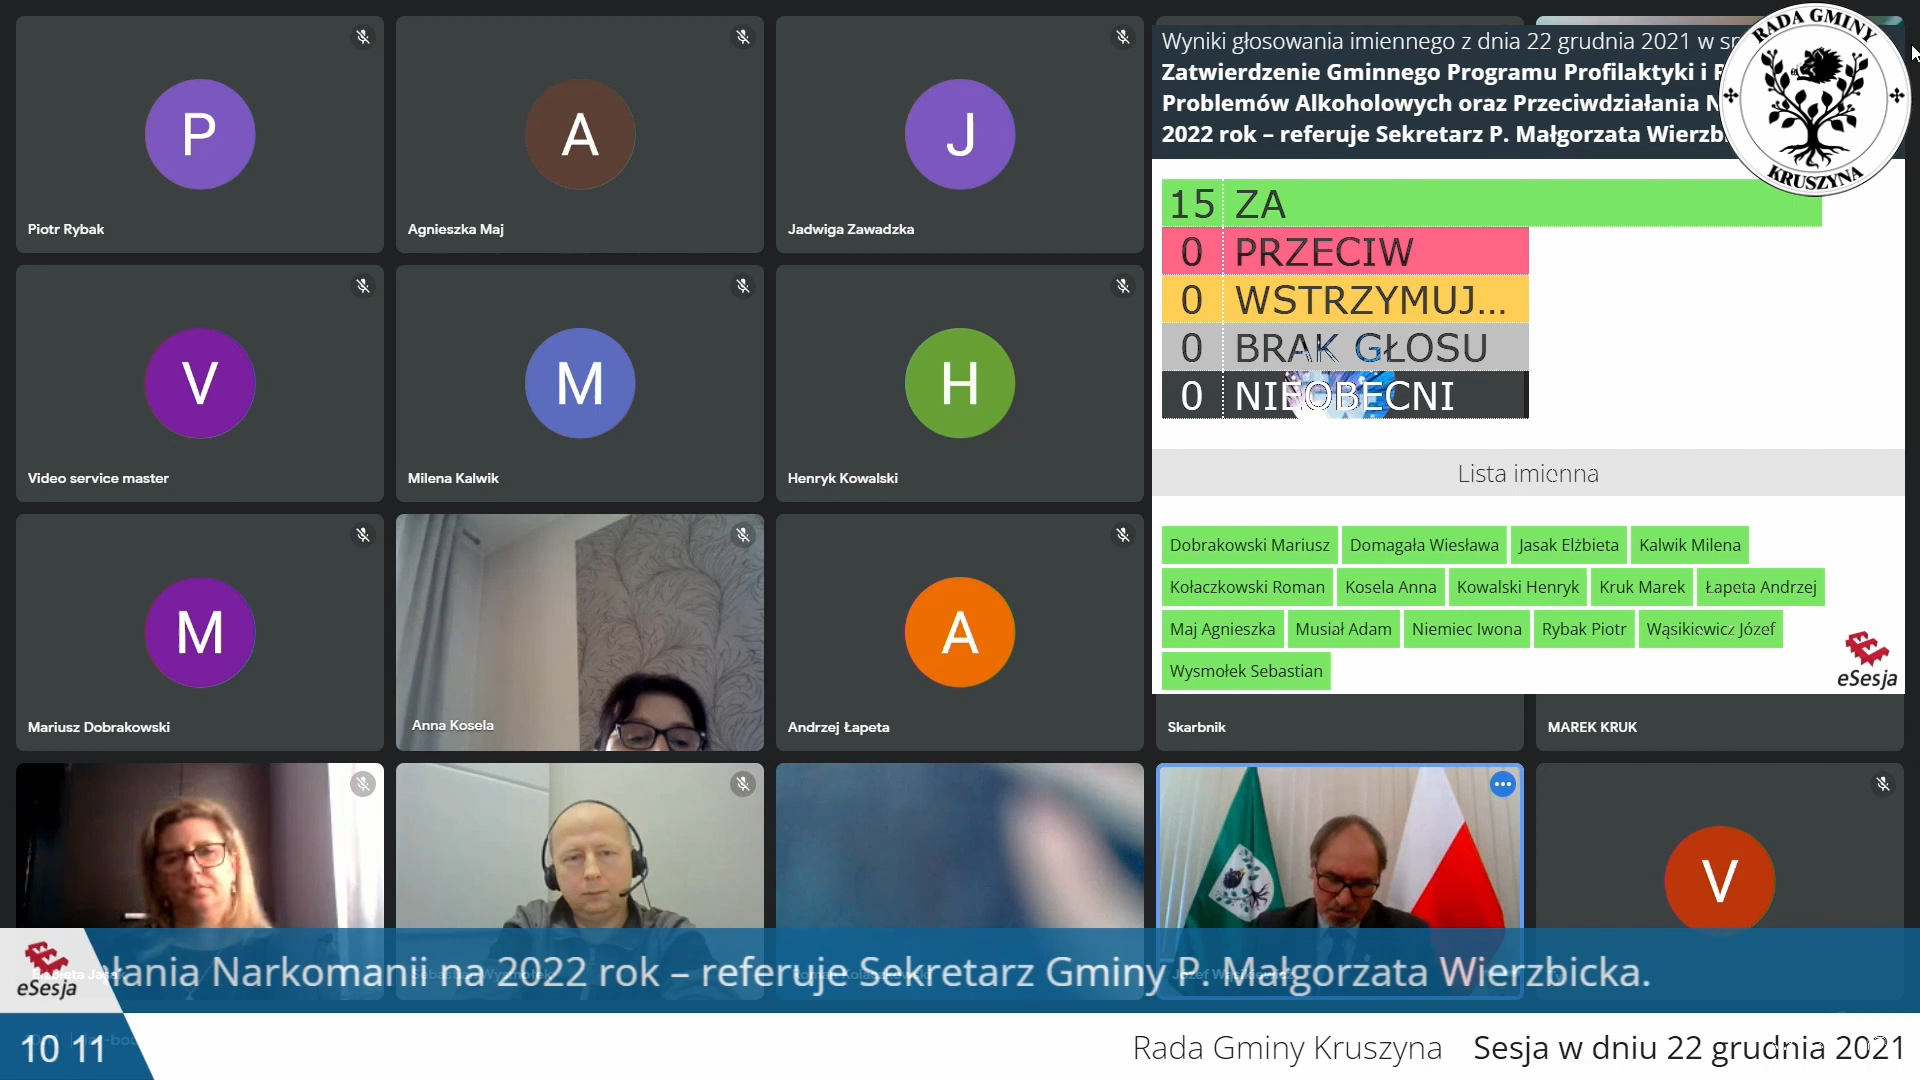 P
Piotr Rybak
A
Agnieszka Maj
J
Jadwiga Zawadzka
Wyniki głosowania imiennego z dnia 22 grudnia 2021 w
Zatwierdzenie Gminnego Programu Profilaktyki i
Problemów Alkoholowych oraz Przeciwdziałania
2022 rok – referuje Sekretarz P. Małgorzata
RADA GMINY
KRUSZYNA
15 ZA
0 PRZECIW
0 WSTRZYMUJ...
0 BRAK GŁOSU
0 NIEOBECNI
V
Video service master
M
Milena Kalwik
H
Henryk Kowalski
Lista imienna
Dobrakowski Mariusz Domagała Wiesława Jasak Elżbieta Kalwik Milena
Kołaczkowski Roman Kosela Anna Kowalski Henryk Kruk Marek Łapeta Andrzej
Maj Agnieszka Musiał Adam Niemiec Iwona Rybak Piotr Wąsikiewicz Józef
Wysmołek Sebastian
eSesja
M
Mariusz Dobrakowski
Anna Kosela
A
Andrzej Łapeta
Skarbnik
MAREK KRUK
V
eSesja
łania Narkomanii na 2022 rok – referuje Sekretarz Gminy P. Małgorzata Wierzbicka.
10 11
Rada Gminy Kruszyna Sesja w dniu 22 grudnia 2021